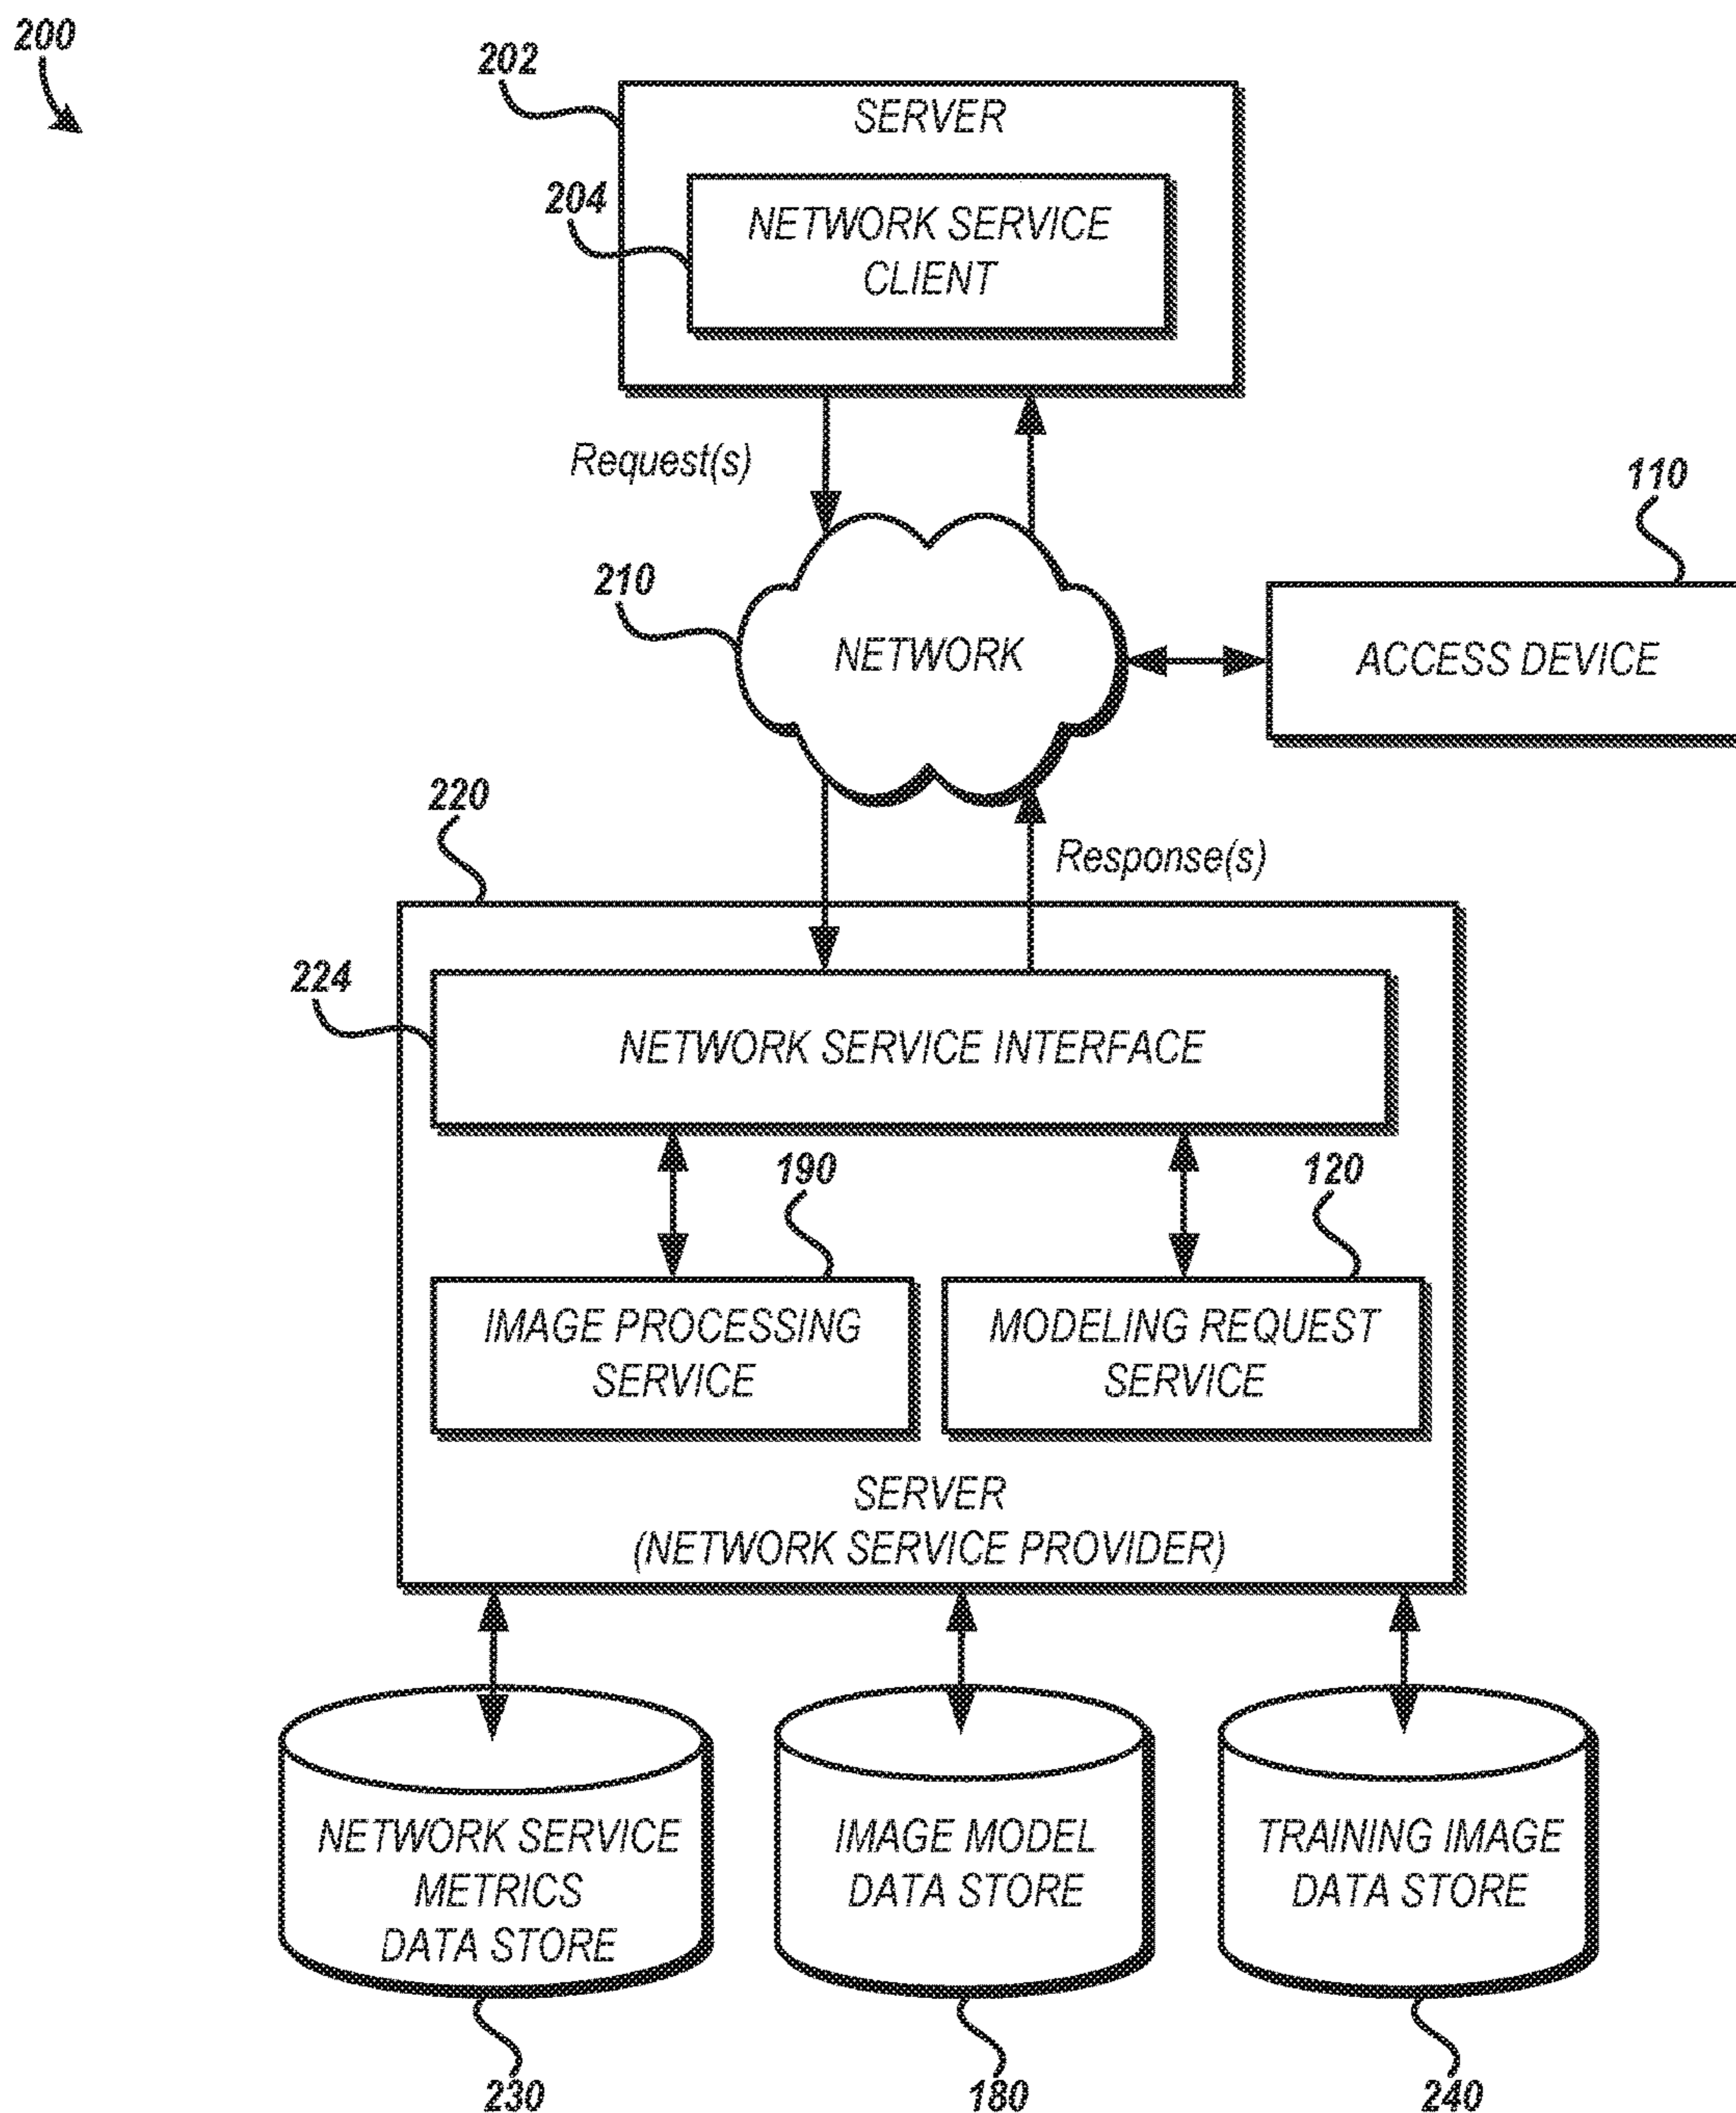 200
202
SERVER
204
NETWORK SERVICE
CLIENT
Request(s)
110
210
NETWORK
ACCESS DEVICE
220
Response(s)
224
NETWORK SERVICE INTERFACE
190
120
IMAGE PROCESSING
SERVICE
MODELING REQUEST
SERVICE
SERVER
(NETWORK SERVICE PROVIDER)
NETWORK SERVICE
METRICS
DATA STORE
IMAGE MODEL
DATA STORE
TRAINING IMAGE
DATA STORE
230
180
240